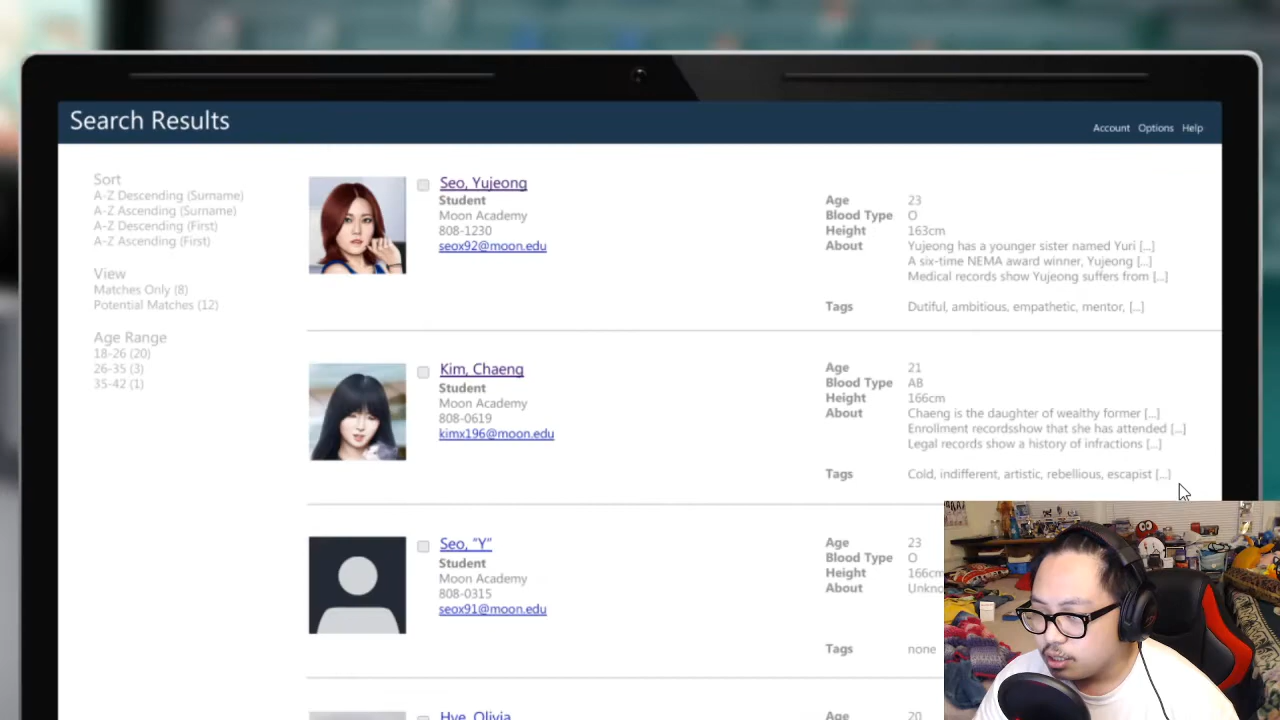 Search Results
Account Options Help
Sort
A-Z Descending (Surname)
A-Z Ascending (Surname)
A-Z Descending (First)
A-Z Ascending (First)
View
Matches Only (8)
Potential Matches (12)
Age Range
18-26 (20)
26-35 (3)
35-42 (1)
Seo, Yujeong
Student
Moon Academy
808-1230
seox92@moon.edu
Age 23
Blood Type O
Height 163cm
About Yujeong has a younger sister named Yuri [...]
A six-time NEMA award winner, Yujeong [...]
Medical records show Yujeong suffers from [...]
Tags Dutiful, ambitious, empathetic, mentor, [...]
Kim, Chaeng
Student
Moon Academy
808-0619
kimx196@moon.edu
Age 21
Blood Type AB
Height 166cm
About Chaeng is the daughter of wealthy former [...]
Enrollment recordsshow that she has attended [...]
Legal records show a history of infractions [...]
Tags Cold, indifferent, artistic, rebellious, escapist [...]
Seo, "Y"
Student
Moon Academy
808-0315
seox91@moon.edu
Age 23
Blood Type O
Height 166cm
About
Tags none
Hye, Olivia
Age 20